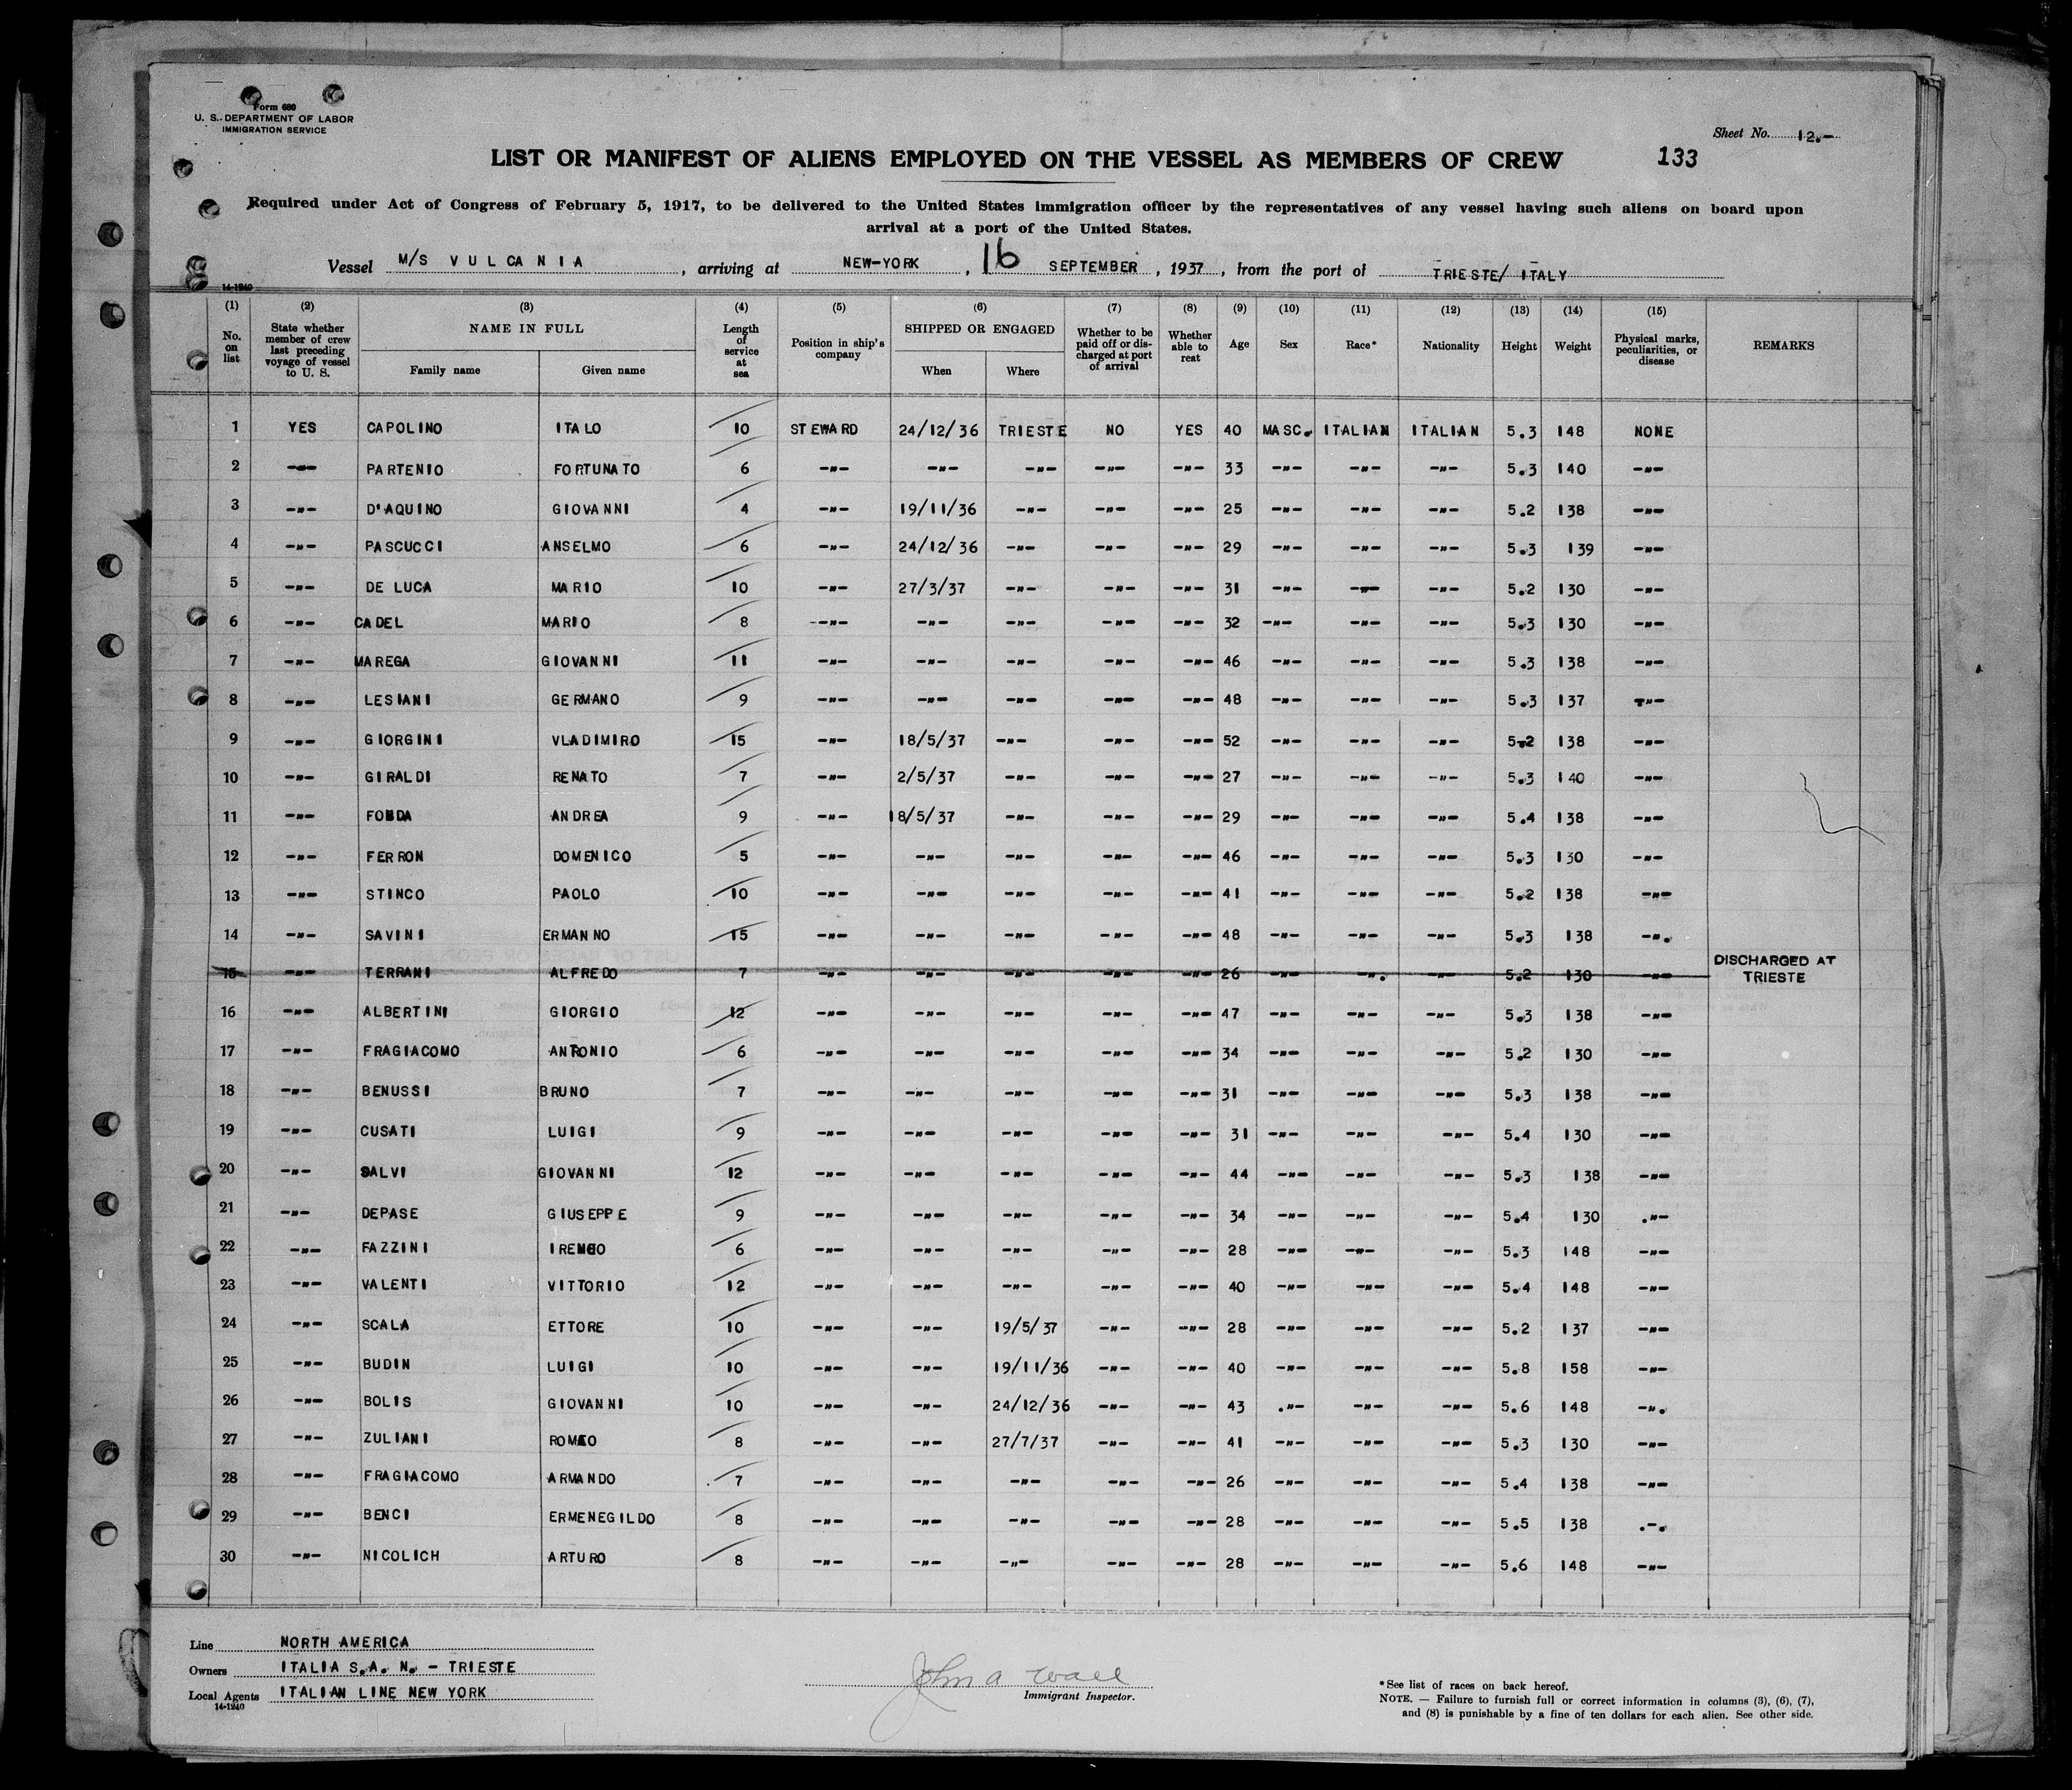 Form 680
U. S. DEPARTMENT OF LABOR
IMMIGRATION SERVICE
Sheet No. 12.-
133
LIST OR MANIFEST OF ALIENS EMPLOYED ON THE VESSEL AS MEMBERS OF CREW
Required under Act of Congress of February 5, 1917, to be delivered to the United States immigration officer by the representatives of any vessel having such aliens on board upon
arrival at a port of the United States.
Vessel M/S VULCANIA, arriving at NEW-YORK, 16 SEPTEMBER, 1937, from the port of TRIESTE/ ITALY
14-1240
(1) (2) (3) (4) (5) (6) (7) (8) (9) (10) (11) (12) (13) (14) (15)
No. on list | State whether member of crew last preceding voyage of vessel to U. S. | NAME IN FULL Family name Given name | Length of service at sea | Position in ship's company | SHIPPED OR ENGAGED When Where | Whether to be paid off or discharged at port of arrival | Whether able to reat | Age | Sex | Race* | Nationality | Height | Weight | Physical marks, peculiarities, or disease | REMARKS
1 YES CAPOLINO ITALO 10 STEWARD 24/12/36 TRIESTE NO YES 40 MASC. ITALIAN ITALIAN 5.3 148 NONE
2 -"- PARTENIO FORTUNATO 6 -"- -"- -"- -"- -"- 33 -"- -"- -"- 5.3 140 -"-
3 -"- D'AQUINO GIOVANNI 4 -"- 19/11/36 -"- -"- -"- 25 -"- -"- -"- 5.2 138 -"-
4 -"- PASCUCCI ANSELMO 6 -"- 24/12/36 -"- -"- -"- 29 -"- -"- -"- 5.3 139 -"-
5 -"- DE LUCA MARIO 10 -"- 27/3/37 -"- -"- -"- 31 -"- -"- -"- 5.2 130 -"-
6 -"- CADEL MARIO 8 -"- -"- -"- -"- -"- 32 -"- -"- -"- 5.3 130 -"-
7 -"- MAREGA GIOVANNI 11 -"- -"- -"- -"- -"- 46 -"- -"- -"- 5.3 138 -"-
8 -"- LESIANI GERMANO 9 -"- -"- -"- -"- -"- 48 -"- -"- -"- 5.3 137 -"-
9 -"- GIORGINI VLADIMIRO 15 -"- 18/5/37 -"- -"- -"- 52 -"- -"- -"- 5.2 138 -"-
10 -"- GIRALDI RENATO 7 -"- 2/5/37 -"- -"- -"- 27 -"- -"- -"- 5.3 140 -"-
11 -"- FONDA ANDREA 9 -"- 18/5/37 -"- -"- -"- 29 -"- -"- -"- 5.4 138 -"-
12 -"- FERRON DOMENICO 5 -"- -"- -"- -"- -"- 46 -"- -"- -"- 5.3 130 -"-
13 -"- STINCO PAOLO 10 -"- -"- -"- -"- -"- 41 -"- -"- -"- 5.2 138 -"-
14 -"- SAVINI ERMANNO 15 -"- -"- -"- -"- -"- 48 -"- -"- -"- 5.3 138 -".
15 -"- TERRANI ALFREDO 7 -"- -"- -"- -"- -"- 26 -"- -". -"- 5.2 130 -"- DISCHARGED AT TRIESTE
16 -"- ALBERTINI GIORGIO 12 -"- -"- -"- -"- -"- 47 -"- -"- -"- 5.3 138 -"-
17 -"- FRAGIACOMO ANTONIO 6 -"- -"- -"- -"- -"- 34 -"- -"- -"- 5.2 130 -"-
18 -"- BENUSSI BRUNO 7 -"- -"- -"- -"- -"- 31 -"- -"- -"- 5.3 138 -"-
19 -"- CUSATI LUIGI 9 -"- -"- -"- -"- -"- 31 -"- -"- -"- 5.4 130 -"-
20 -"- SALVI GIOVANNI 12 -"- -"- -"- -"- -"- 44 -"- -"- -"- 5.3 138 -"-
21 -"- DEPASE GIUSEPPE 9 -"- -"- -"- -"- -"- 34 -"- -"- -"- 5.4 130 ."-
22 -"- FAZZINI 6 -"- -"- -"- -"- -"- 28 -"- -"- -"- 5.3 148 -"-
23 -"- VALENTI VITTORIO 12 -"- -"- -"- -"- -"- 40 -"- -"- -"- 5.4 148 -"-
24 -"- SCALA ETTORE 10 -"- -"- 19/5/37 -"- -"- 28 -"- -"- -"- 5.2 137 -"-
25 -"- BUDIN LUIGI 10 -"- -"- 19/11/36 -"- -"- 40 -"- -"- -"- 5.8 158 -"-
26 -"- BOLIS GIOVANNI 10 -"- -"- 24/12/36 -"- -"- 43 ."- -"- -"- 5.6 148 -".
27 -"- ZULIANI ROMEO 8 -"- -"- 27/7/37 -"- -"- 41 -"- -"- -"- 5.3 130 -"-
28 -"- FRAGIACOMO ARMANDO 7 -"- -"- -"- -"- -"- 26 -"- -"- -"- 5.4 138 -"-
29 -"- BENCI ERMENEGILDO 8 -"- -"- -"- -"- -"- 28 -"- -"- -"- 5.5 138 .-.
30 -"- NICOLICH ARTURO 8 -"- -"- -"- -"- -"- 28 -"- -"- -"- 5.6 148 -"-
Line NORTH AMERICA
Owners ITALIA S.A. N. - TRIESTE
Local Agents ITALIAN LINE NEW YORK
14-1240
John A Wall
Immigrant Inspector.
*See list of races on back hereof.
NOTE. — Failure to furnish full or correct information in columns (3), (6), (7),
and (8) is punishable by a fine of ten dollars for each alien. See other side.